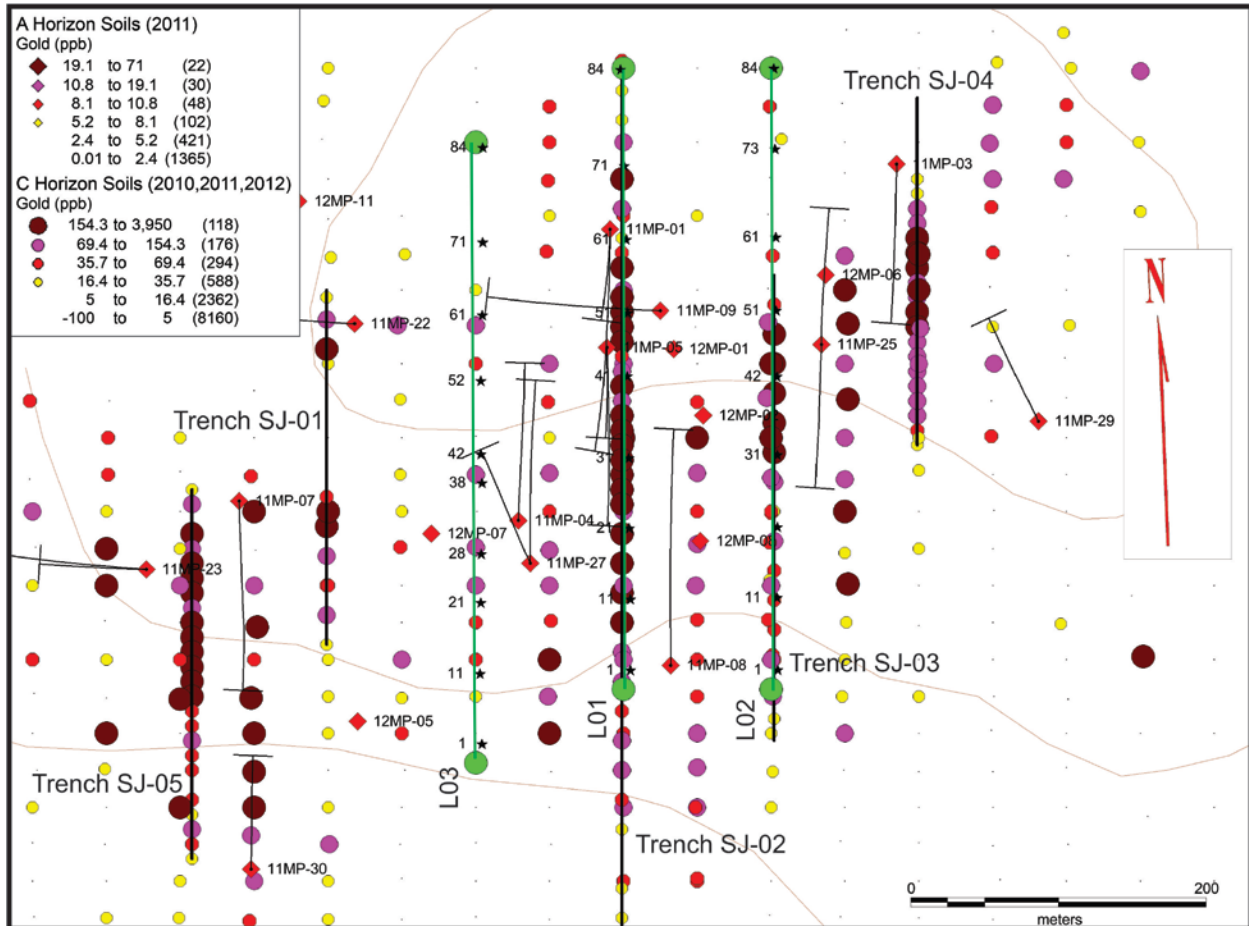 A Horizon Soils (2011)
Gold (ppb)
19.1 to 71 (22)
10.8 to 19.1 (30)
8.1 to 10.8 (48)
5.2 to 8.1 (102)
2.4 to 5.2 (421)
0.01 to 2.4 (1365)
C Horizon Soils (2010,2011,2012)
Gold (ppb)
154.3 to 3,950 (118)
69.4 to 154.3 (176)
35.7 to 69.4 (294)
16.4 to 35.7 (588)
5 to 16.4 (2362)
-100 to 5 (8160)
84
84
Trench SJ-04
84
73
71
11MP-03
12MP-11
11MP-01
61
61
71
12MP-06
N
61
11MP-22
11MP-09
51
12MP-01
11MP-25
52
42
Trench SJ-01
12MP-0
11MP-29
42
31
31
38
11MP-07
11MP-04
21
12MP-07
28
11MP-27
11MP-23
21
11
11
11
1
11MP-08
1
Trench SJ-03
12MP-05
L01
L02
1
L03
Trench SJ-05
Trench SJ-02
11MP-30
0
200
meters